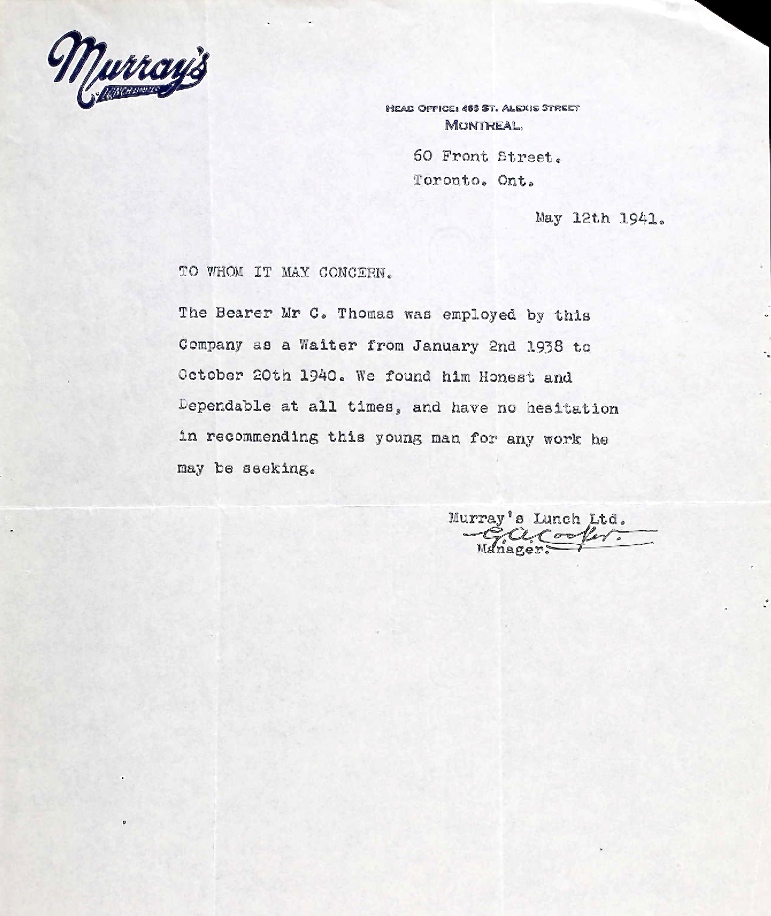 Murray's
LUNCH LIMITED
HEAD OFFICE: 465 ST. ALEXIS STREET
MONTREAL,
60 Front Street.
Toronto. Ont.
May 12th 1941.
TO WHOM IT MAY CONCERN.
The Bearer Mr C. Thomas was employed by this
Company as a Waiter from January 2nd 1938 to
October 20th 1940. We found him Honest and
Dependable at all times, and have no hesitation
in recommending this young man for any work he
may be seeking.
Murray's Lunch Ltd.
G.A. Cooker.
Manager.